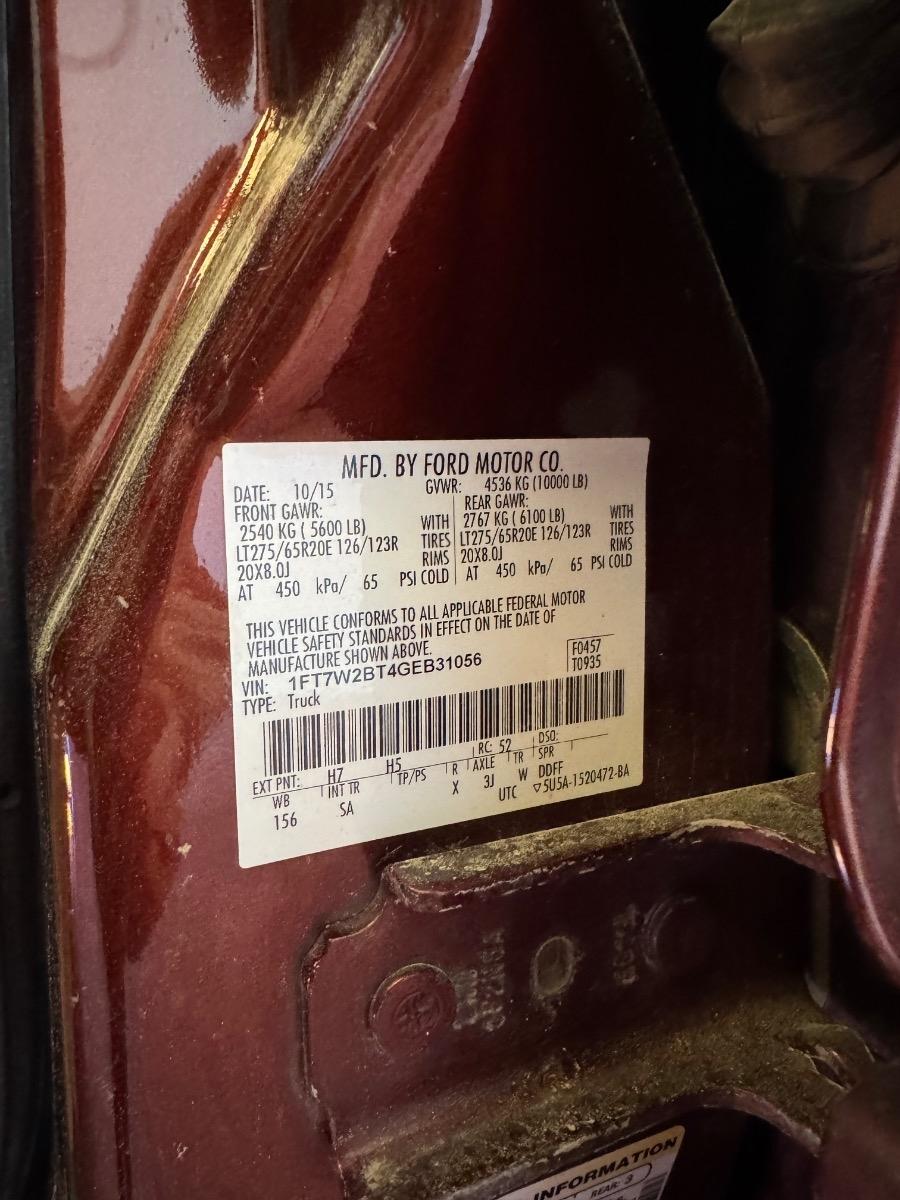 MFD. BY FORD MOTOR CO.
DATE: 10/15 GVWR: 4536 KG (10000 LB)
FRONT GAWR: REAR GAWR:
2540 KG ( 5600 LB) WITH 2767 KG ( 6100 LB) WITH
LT275/65R20E 126/123R TIRES LT275/65R20E 126/123R TIRES
20X8.0J RIMS 20X8.0J RIMS
AT 450 kPa/ 65 PSI COLD AT 450 kPa/ 65 PSI COLD
THIS VEHICLE CONFORMS TO ALL APPLICABLE FEDERAL MOTOR
VEHICLE SAFETY STANDARDS IN EFFECT ON THE DATE OF
MANUFACTURE SHOWN ABOVE.
VIN: 1FT7W2BT4GEB31056 F0457
TYPE: Truck T0935
EXT PNT: H7 H5 RC: 52 DSO:
WB INT TR TP/PS R AXLE TR SPR
156 SA X 3J W DDFF
UTC ▽5U5A-1520472-BA
INFORMATION
REAR: 3